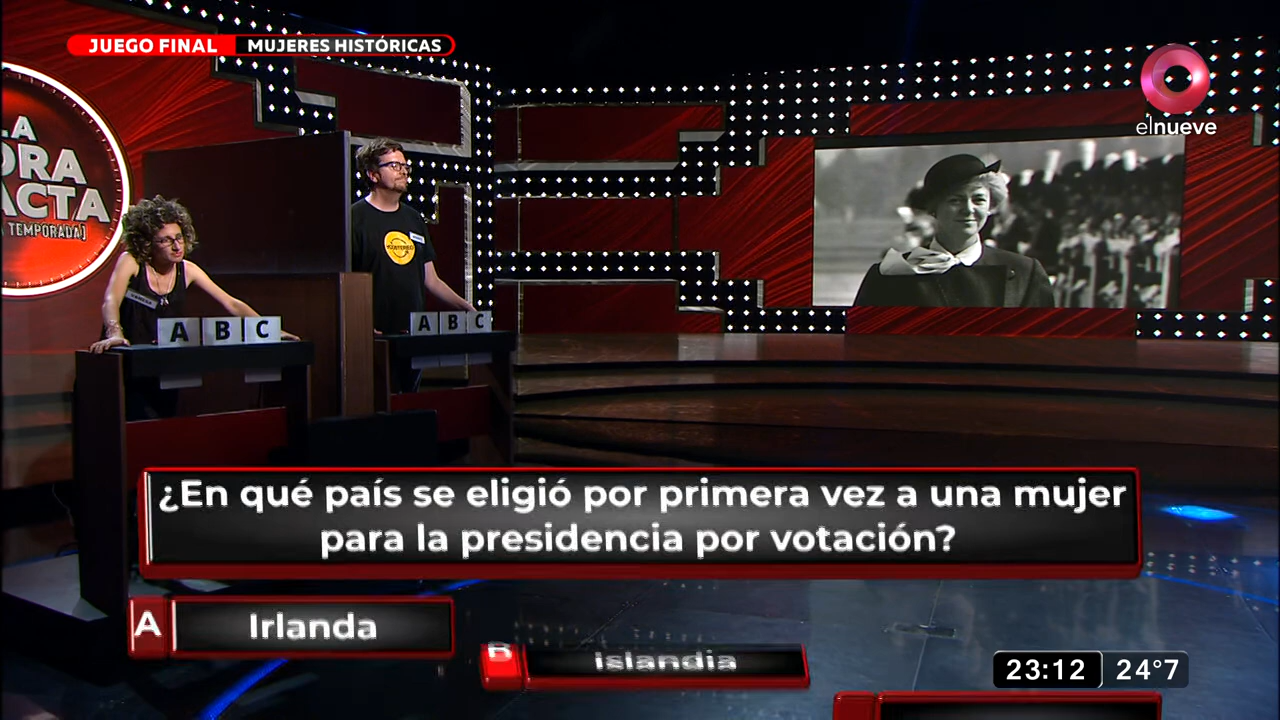 JUEGO FINAL MUJERES HISTÓRICAS
elnueve
LA
ORA
ACTA
TEMPORADA]
VANESA
A B C
A B C
¿En qué país se eligió por primera vez a una mujer
para la presidencia por votación?
A Irlanda
B Islandia
23:12 24°7